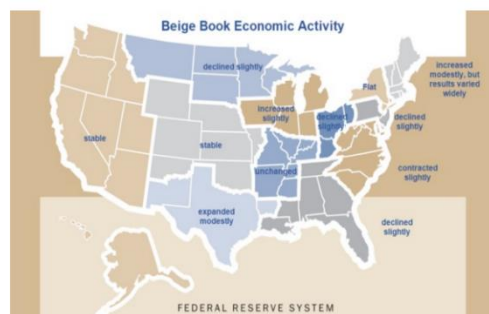 Beige Book Economic Activity
declined slightly
increased
modestly, but
results varied
widely
Flat
increased
slightly
declined
slightly
declined
slightly
stable
stable
unchanged
contracted
slightly
expanded
modestly
declined
slightly
FEDERAL RESERVE SYSTEM